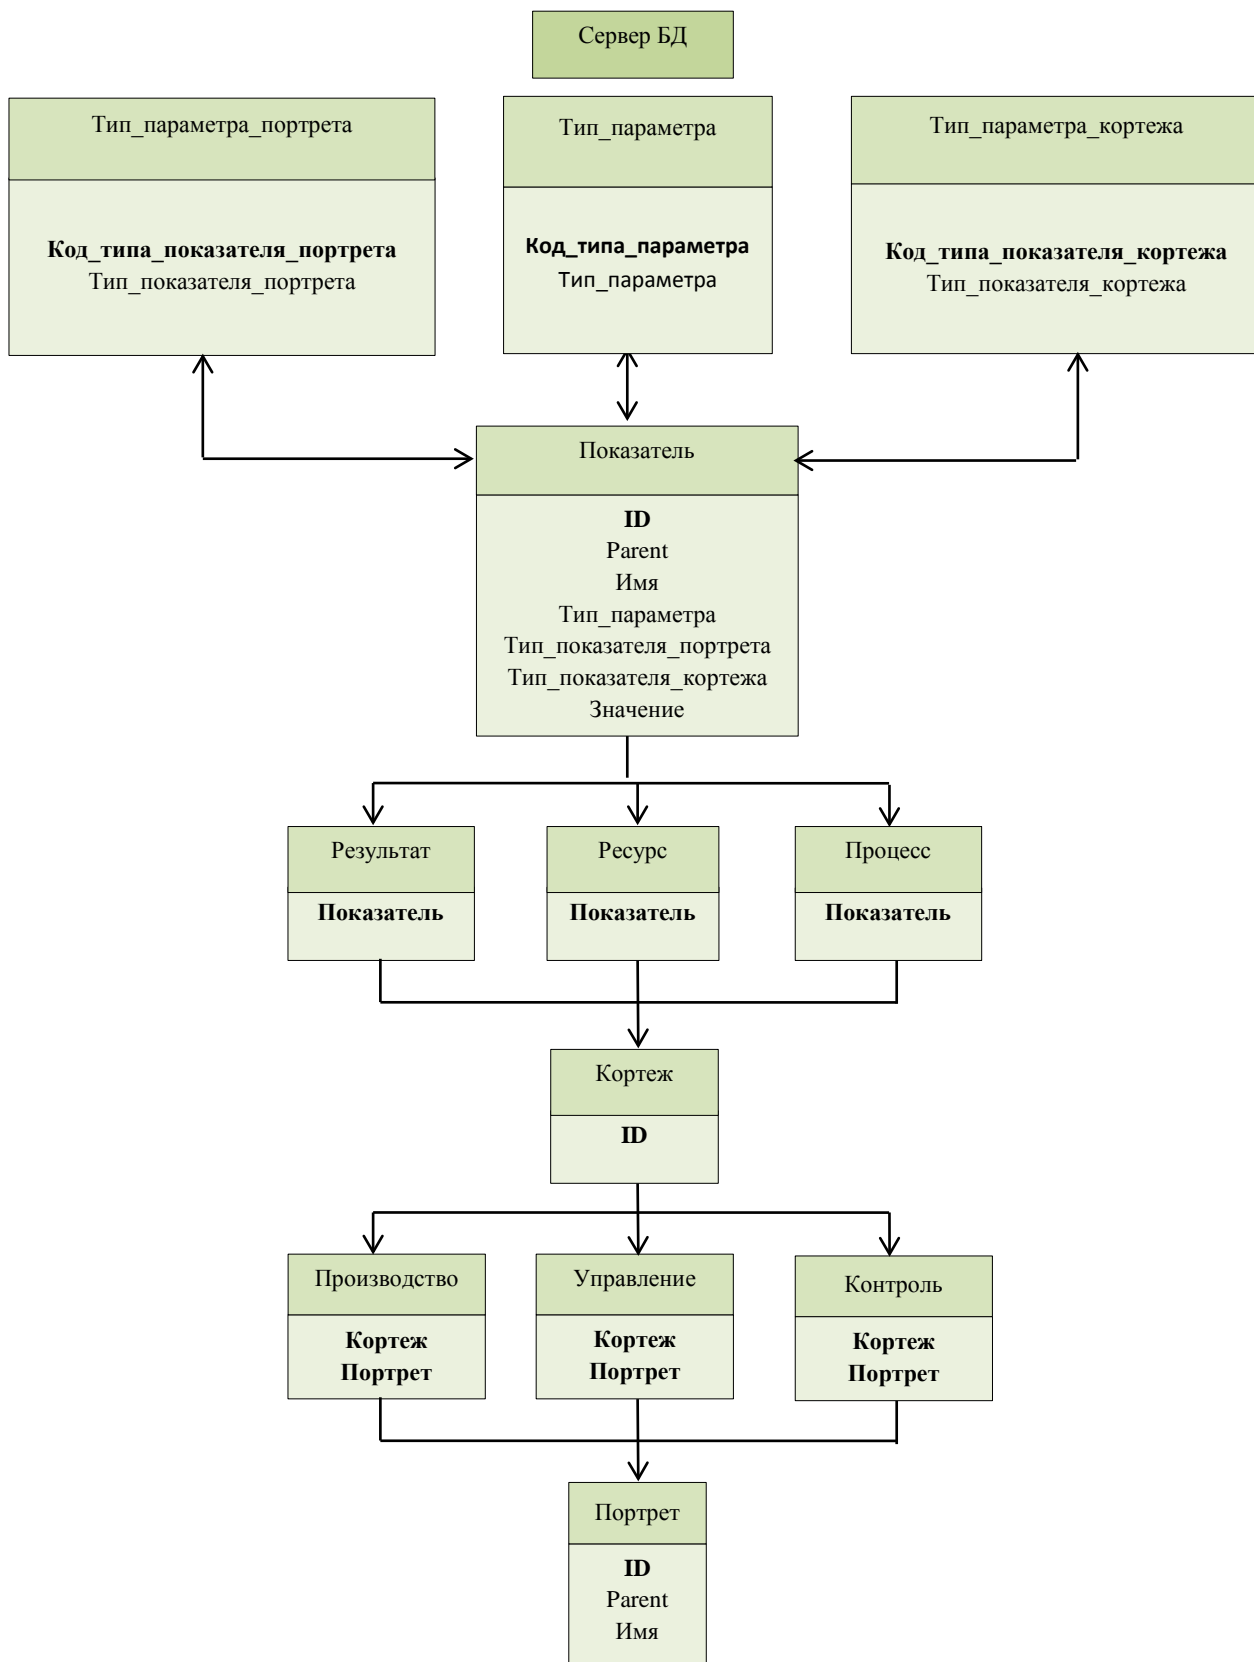 Сервер БД
Тип_параметра_портрета
Код_типа_показателя_портрета
Тип_показателя_портрета
Тип_параметра
Код_типа_параметра
Тип_параметра
Тип_параметра_кортежа
Код_типа_показателя_кортежа
Тип_показателя_кортежа
Показатель
ID
Parent
Имя
Тип_параметра
Тип_показателя_портрета
Тип_показателя_кортежа
Значение
Результат
Показатель
Ресурс
Показатель
Процесс
Показатель
Кортеж
ID
Производство
Кортеж
Портрет
Управление
Кортеж
Портрет
Контроль
Кортеж
Портрет
Портрет
ID
Parent
Имя